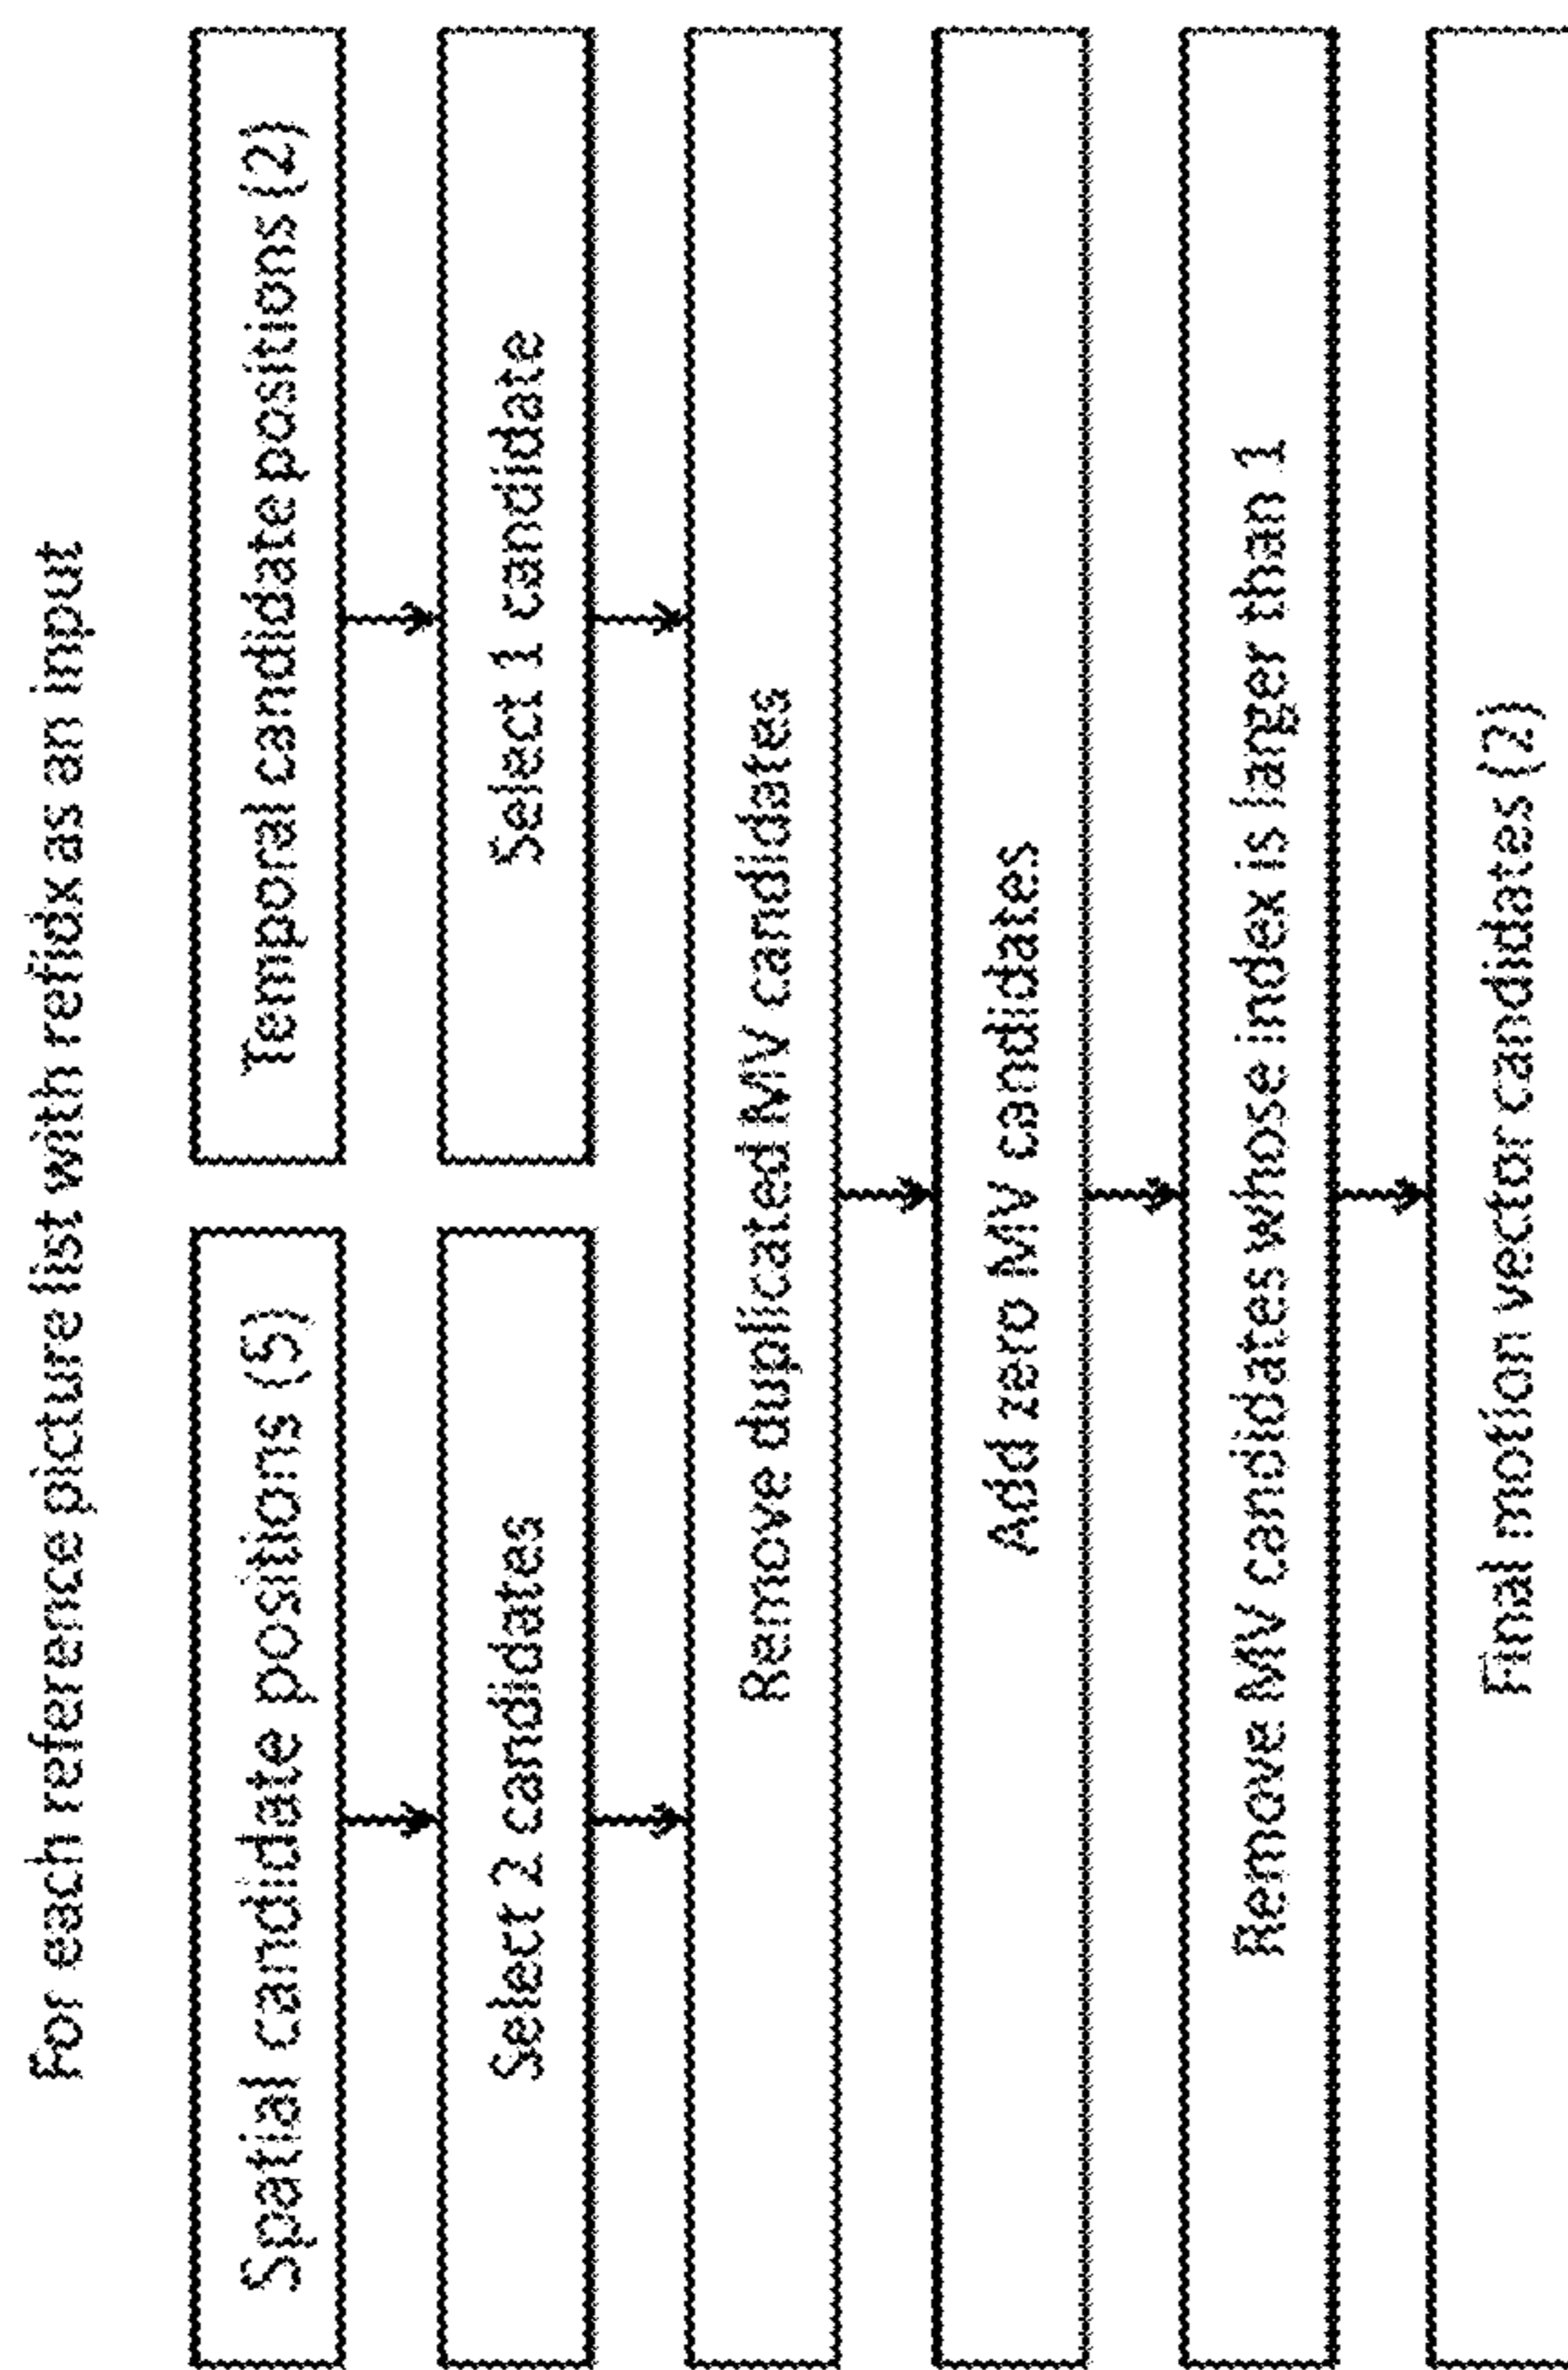 For each reference picture list with refidx as an input
Spatial candidate positions (5)
Temporal candidate positions (2)
Select 2 candidates
Select 1 candidate
Remove duplicated MV candidates
Add zero MV candidates
Remove MV candidates whose index is larger than 1
Final motion vector candidates (2)